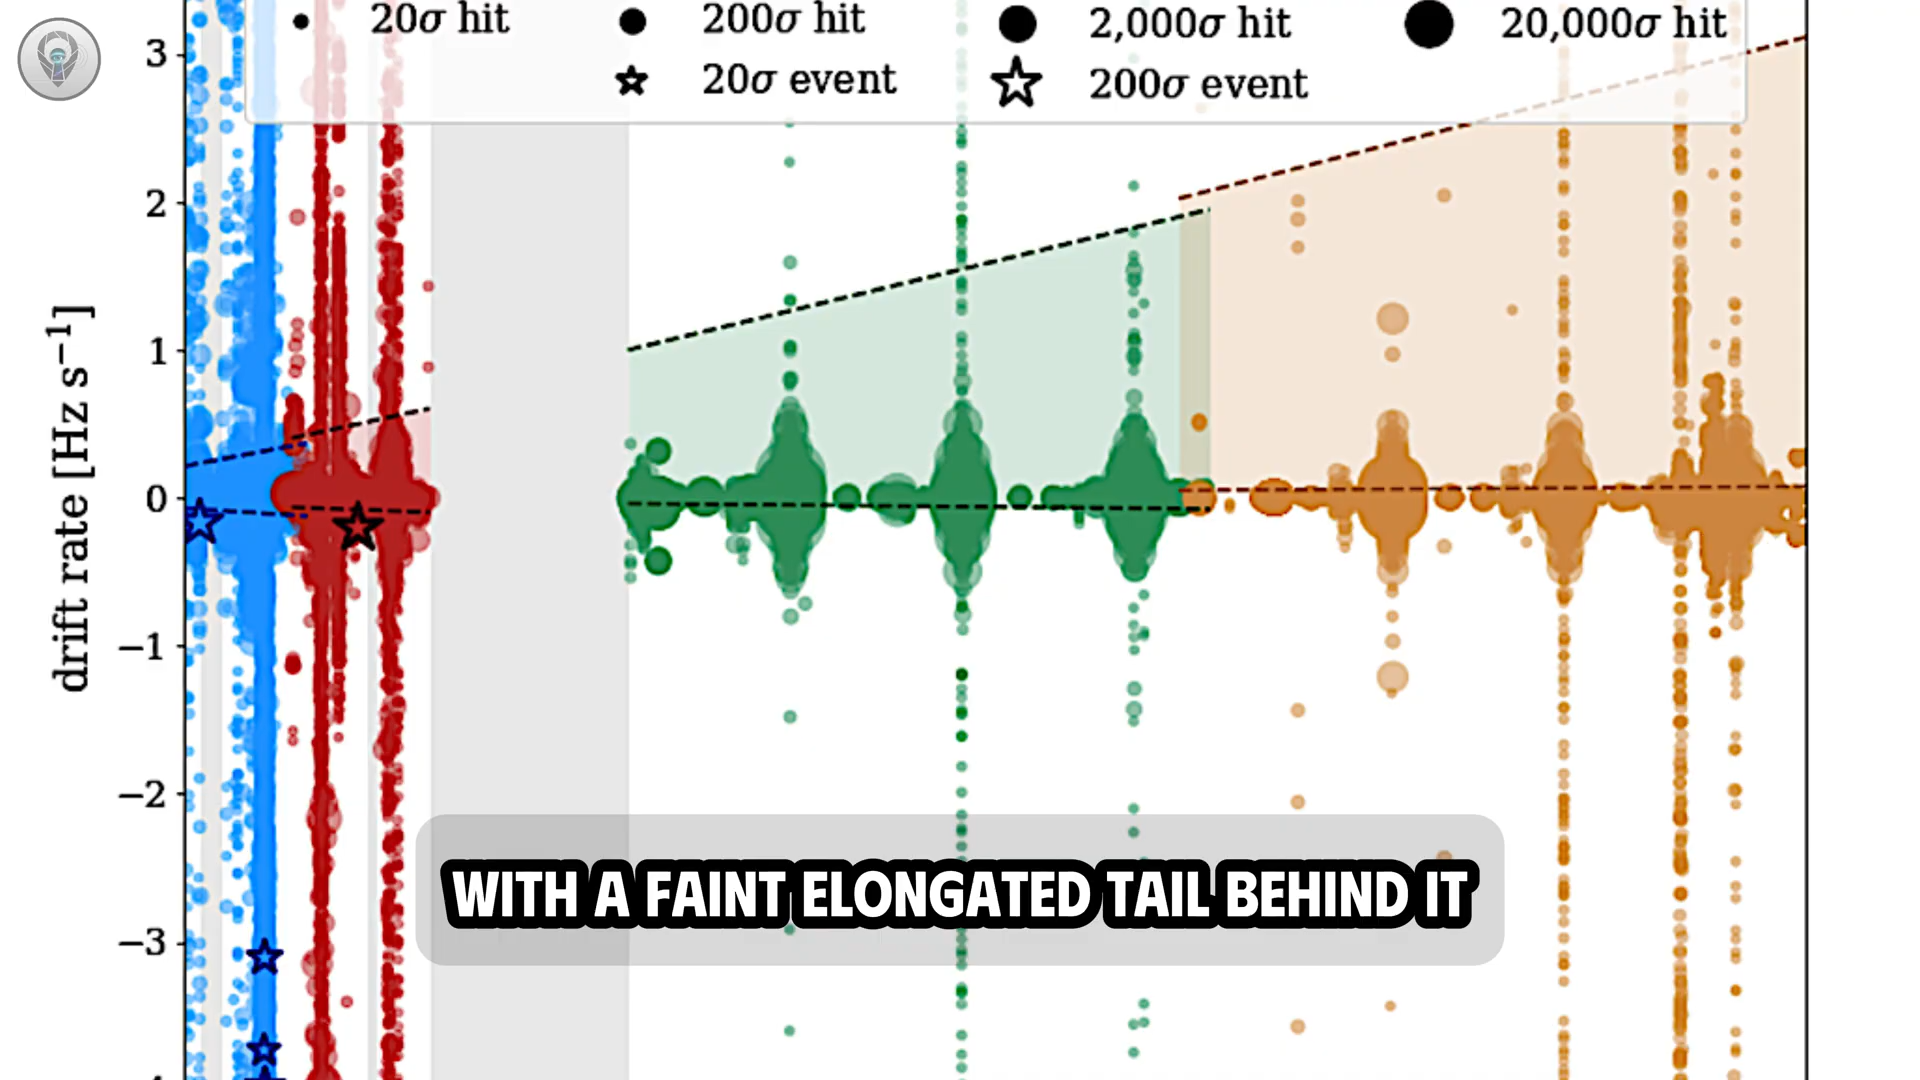 20σ hit
200σ hit
2,000σ hit
20,000σ hit
20σ event
200σ event
3
2
1
0
−1
−2
−3
drift rate [Hz s⁻¹]
WITH A FAINT ELONGATED TAIL BEHIND IT